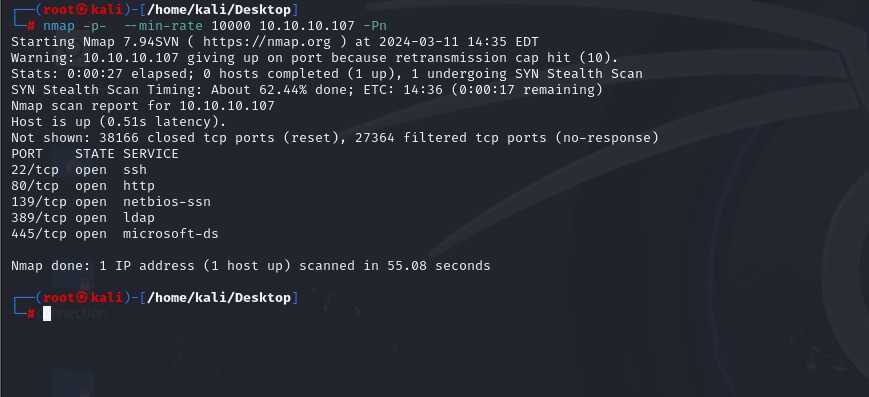 ┌──(root㉿kali)-[/home/kali/Desktop]
└─# nmap -p-  --min-rate 10000 10.10.10.107 -Pn
Starting Nmap 7.94SVN ( https://nmap.org ) at 2024-03-11 14:35 EDT
Warning: 10.10.10.107 giving up on port because retransmission cap hit (10).
Stats: 0:00:27 elapsed; 0 hosts completed (1 up), 1 undergoing SYN Stealth Scan
SYN Stealth Scan Timing: About 62.44% done; ETC: 14:36 (0:00:17 remaining)
Nmap scan report for 10.10.10.107
Host is up (0.51s latency).
Not shown: 38166 closed tcp ports (reset), 27364 filtered tcp ports (no-response)
PORT    STATE SERVICE
22/tcp  open  ssh
80/tcp  open  http
139/tcp open  netbios-ssn
389/tcp open  ldap
445/tcp open  microsoft-ds

Nmap done: 1 IP address (1 host up) scanned in 55.08 seconds

┌──(root㉿kali)-[/home/kali/Desktop]
└─#